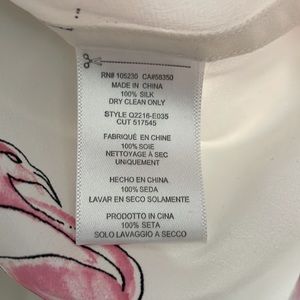 RN# 105230 CA#58350
MADE IN CHINA
100% SILK
DRY CLEAN ONLY
STYLE Q2216-E035
CUT 517545
FABRIQUÉ EN CHINE
100% SOIE
NETTOYAGE À SEC
UNIQUEMENT
HECHO EN CHINA
100% SEDA
LAVAR EN SECO SOLAMENTE
PRODOTTO IN CINA
100% SETA
SOLO LAVAGGIO A SECCO